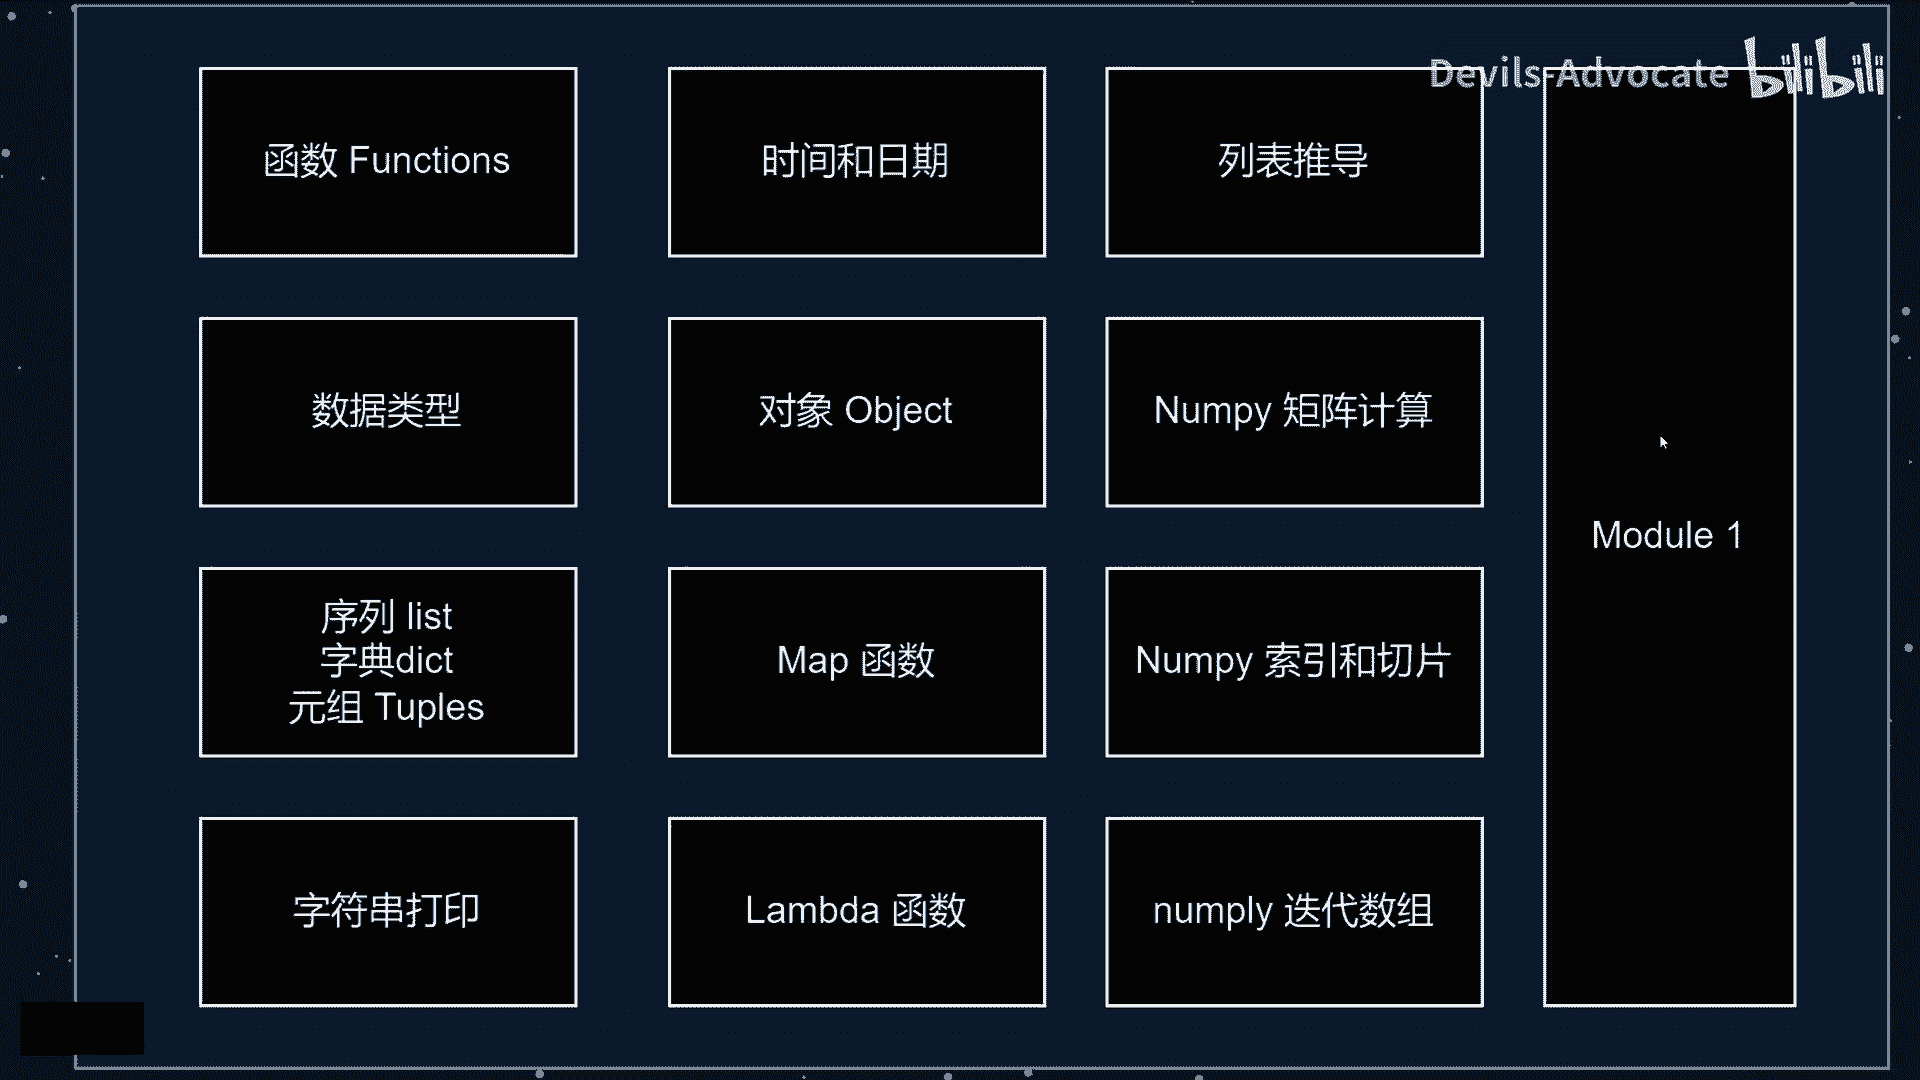 Devils-Advocate bilibili
函数 Functions
时间和日期
列表推导
数据类型
对象 Object
Numpy 矩阵计算
Module 1
序列 list
字典dict
元组 Tuples
Map 函数
Numpy 索引和切片
字符串打印
Lambda 函数
numply 迭代数组